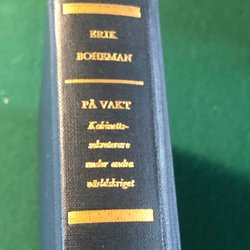 ERIK
BOHEMAN
PÅ VAKT
Kabinetts-
sekreterare
under andra
världskriget